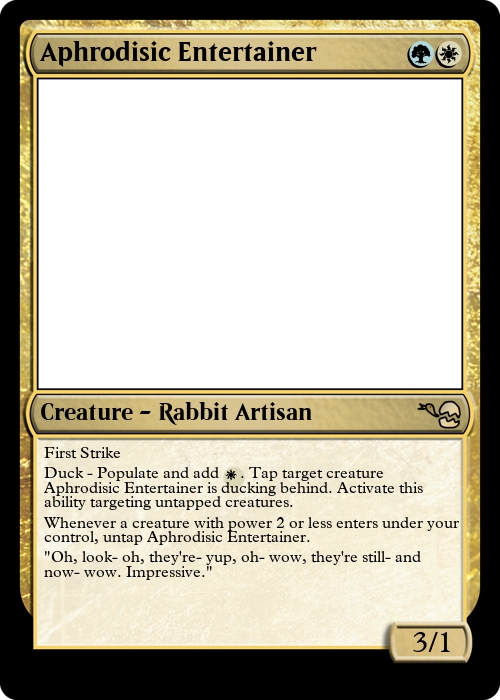 Aphrodisic Entertainer
Creature – Rabbit Artisan
First Strike
Duck - Populate and add . Tap target creature
Aphrodisic Entertainer is ducking behind. Activate this
ability targeting untapped creatures.
Whenever a creature with power 2 or less enters under your
control, untap Aphrodisic Entertainer.
"Oh, look- oh, they're- yup, oh- wow, they're still- and
now- wow. Impressive."
3/1